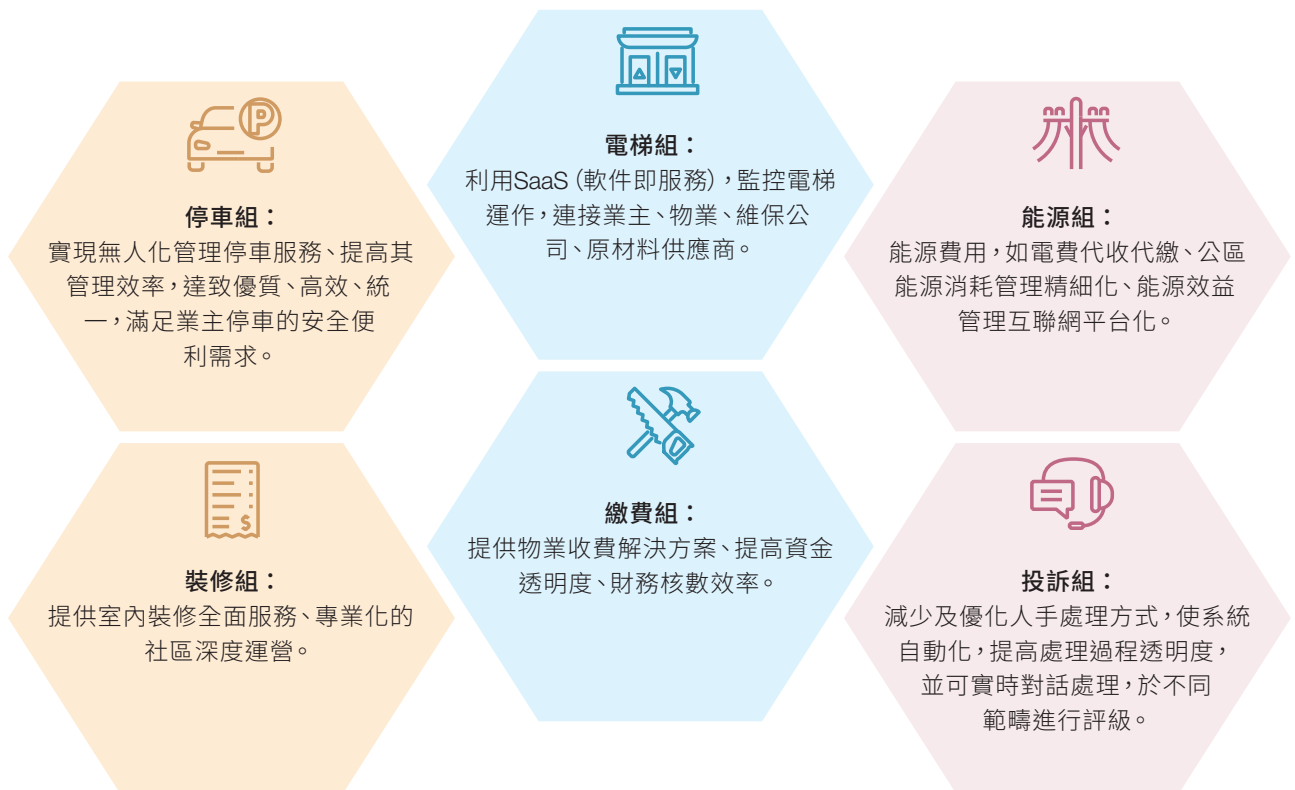 P
停車組：
實現無人化管理停車服務、提高其
管理效率，達致優質、高效、統
一，滿足業主停車的安全便
利需求。
電梯組：
利用SaaS（軟件即服務），監控電梯
運作，連接業主、物業、維保公
司、原材料供應商。
能源組：
能源費用，如電費代收代繳、公區
能源消耗管理精細化、能源效益
管理互聯網平台化。
$
裝修組：
提供室內裝修全面服務、專業化的
社區深度運營。
繳費組：
提供物業收費解決方案、提高資金
透明度、財務核數效率。
投訴組：
減少及優化人手處理方式，使系統
自動化，提高處理過程透明度，
並可實時對話處理，於不同
範疇進行評級。